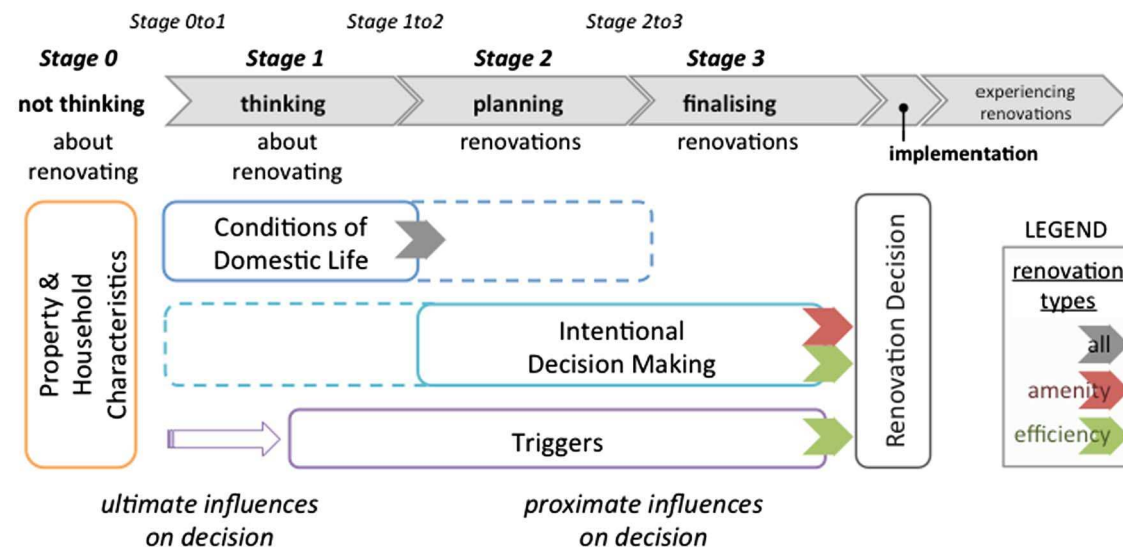 Stage 0to1
Stage 1to2
Stage 2to3
Stage 0
Stage 1
Stage 2
Stage 3
not thinking
about
renovating
thinking
about
renovating
planning
renovations
finalising
renovations
implementation
experiencing
renovations
Property &
Household
Characteristics
Conditions of
Domestic Life
Intentional
Decision Making
Triggers
Renovation Decision
LEGEND
renovation
types
all
amenity
efficiency
ultimate influences
on decision
proximate influences
on decision